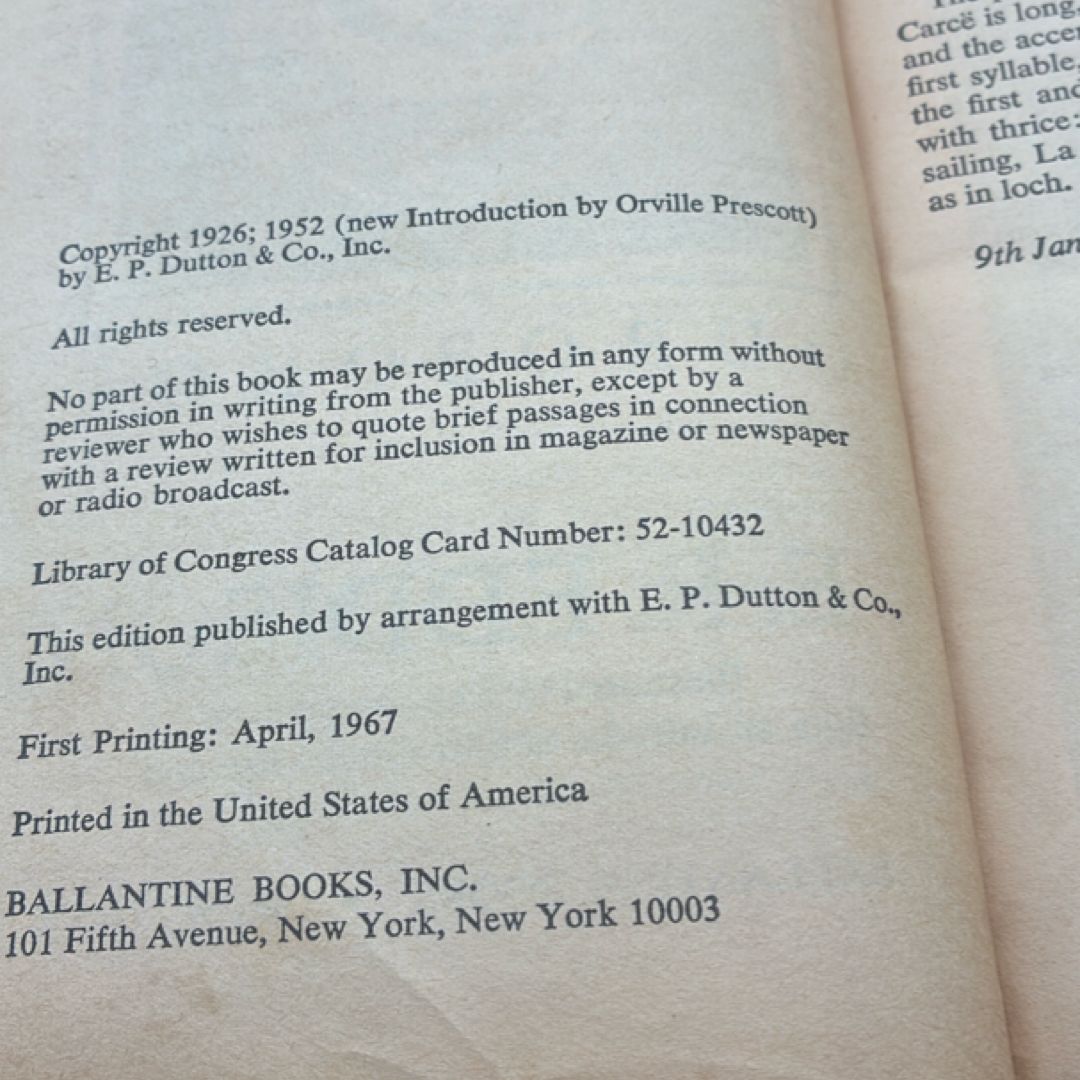 Copyright 1926; 1952 (new Introduction by Orville Prescott)
by E. P. Dutton & Co., Inc.
All rights reserved.
No part of this book may be reproduced in any form without
permission in writing from the publisher, except by a
reviewer who wishes to quote brief passages in connection
with a review written for inclusion in magazine or newspaper
or radio broadcast.
Library of Congress Catalog Card Number: 52-10432
This edition published by arrangement with E. P. Dutton & Co.,
Inc.
First Printing: April, 1967
Printed in the United States of America
BALLANTINE BOOKS, INC.
101 Fifth Avenue, New York, New York 10003
Carcë is long,
and the
first syllable,
the first and
with thrice:
sailing, La
as in loch.
9th Jan